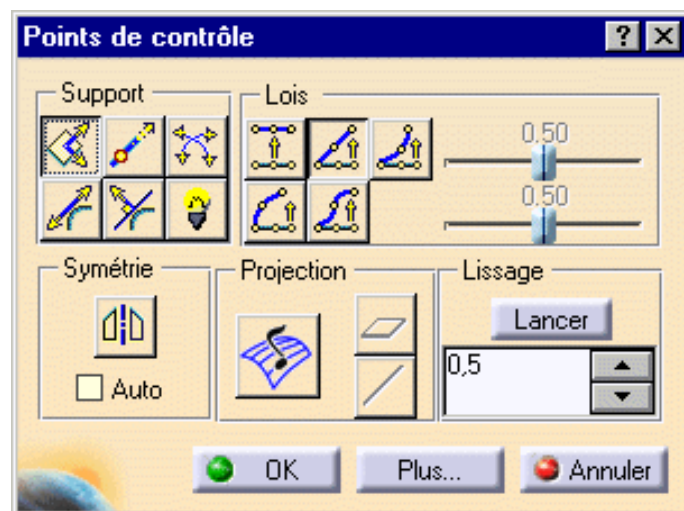 Points de contrôle
Support
Lois
0.50
0.50
Symétrie
Auto
Projection
Lissage
Lancer
0,5
OK
Plus...
Annuler